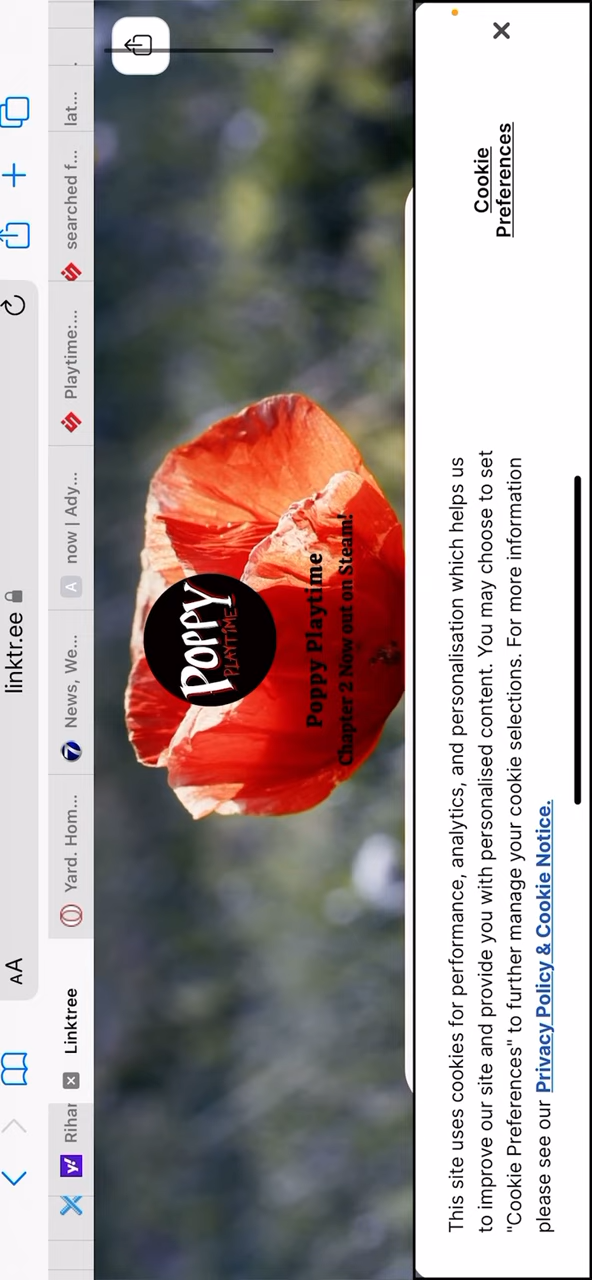 AA
linktr.ee
Rihar
Linktree
Yard. Hom...
7
News, We...
A
now | Ady...
Playtime:...
searched f...
lat...
POPPY
PLAYTIME
Poppy Playtime
Chapter 2 Now out on Steam!
This site uses cookies for performance, analytics, and personalisation which helps us
to improve our site and provide you with personalised content. You may choose to set
"Cookie Preferences" to further manage your cookie selections. For more information
please see our Privacy Policy & Cookie Notice.
Cookie
Preferences